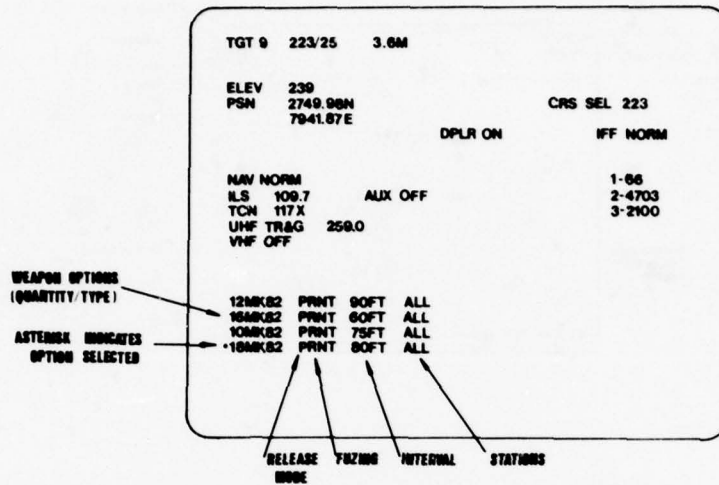 TGT 9 223/25 3.6M
ELEV 239
PSN 2749.98N CRS SEL 223
7941.87E
DPLR ON IFF NORM
NAV NORM 1-66
ILS 109.7 AUX OFF 2-4703
TCN 117X 3-2100
UHF TR&G 259.0
VHF OFF
WEAPON OPTIONS
(QUANTITY/TYPE)
12MK82 PRNT 90FT ALL
16MK82 PRNT 60FT ALL
10MK82 PRNT 75FT ALL
*18MK82 PRNT 80FT ALL
ASTERISK INDICATES
OPTION SELECTED
RELEASE MODE
FUZING
INTERVAL
STATIONS